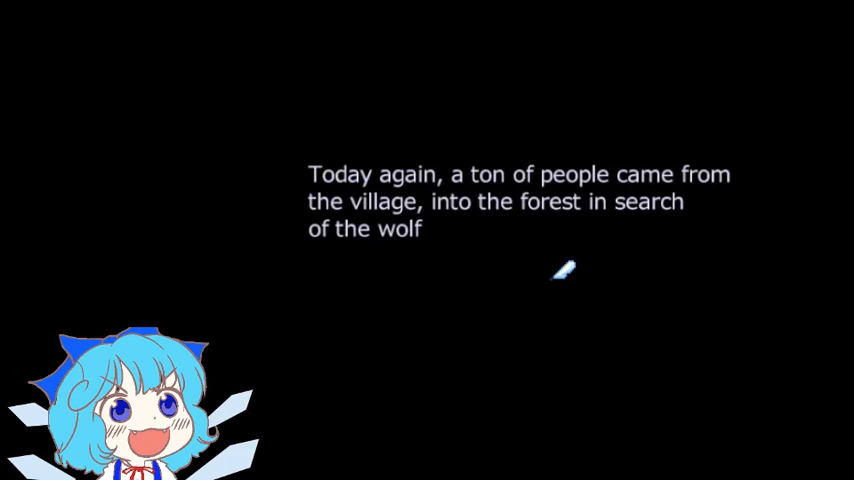 Today again, a ton of people came from
the village, into the forest in search
of the wolf